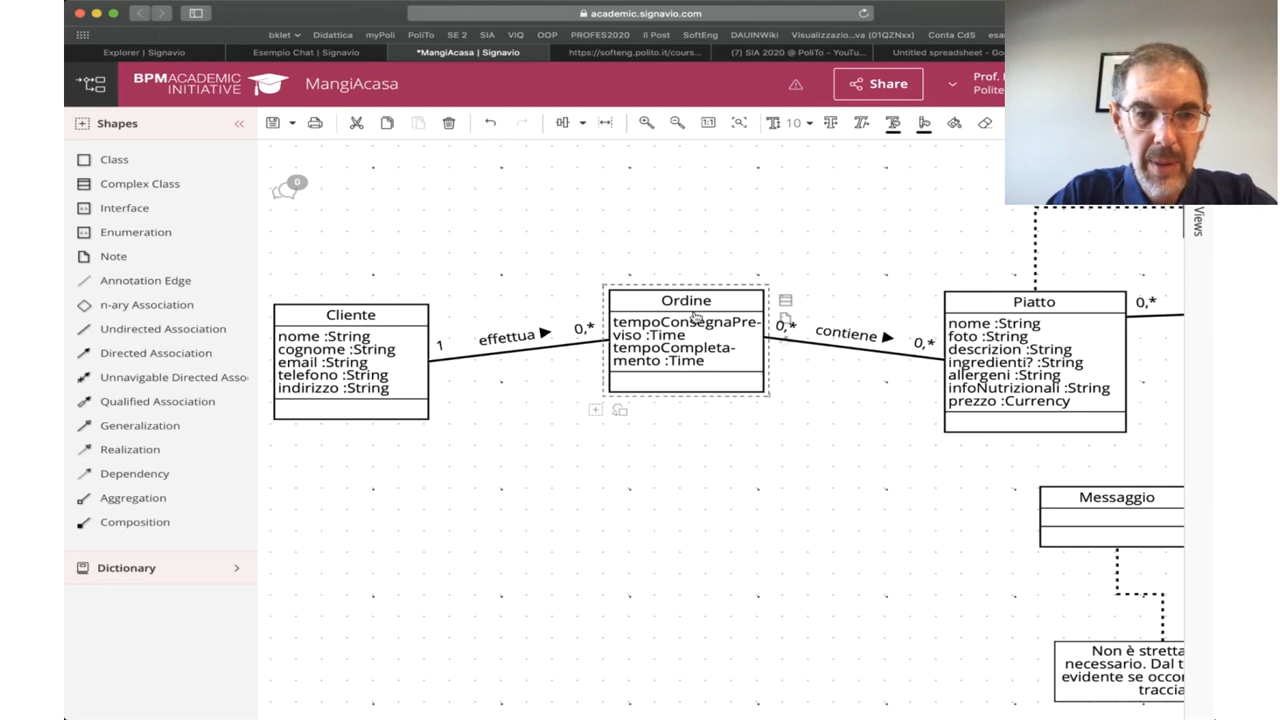 academic.signavio.com
bklet Didattica myPoli PoliTo SE 2 SIA VIQ OOP PROFES2020 Il Post SoftEng DAUINWiki Visualizzazio...va (01QZNxx) Conta CdS
Explorer | Signavio
Esempio Chat | Signavio
*MangiAcasa | Signavio
https://softeng.polito.it/cours...
(7) SIA 2020 @ PoliTo - YouTu...
Untitled spreadsheet - Go
BPMACADEMIC
INITIATIVE
MangiAcasa
Share
Prof.
Polite
Shapes
10
Class
Complex Class
Interface
Enumeration
Note
Annotation Edge
n-ary Association
Undirected Association
Directed Association
Unnavigable Directed Asso
Qualified Association
Generalization
Realization
Dependency
Aggregation
Composition
Dictionary
0
Views
Cliente
nome :String
cognome :String
email :String
telefono :String
indirizzo :String
1
effettua
0,*
Ordine
tempoConsegnaPre-
viso :Time
tempoCompleta-
mento :Time
0,*
contiene
0,*
Piatto
nome :String
foto :String
descrizion :String
ingredienti? :String
allergeni :String
infoNutrizionali :String
prezzo :Currency
0,*
Messaggio
Non è stretta
necessario. Dal t
evidente se occor
traccia